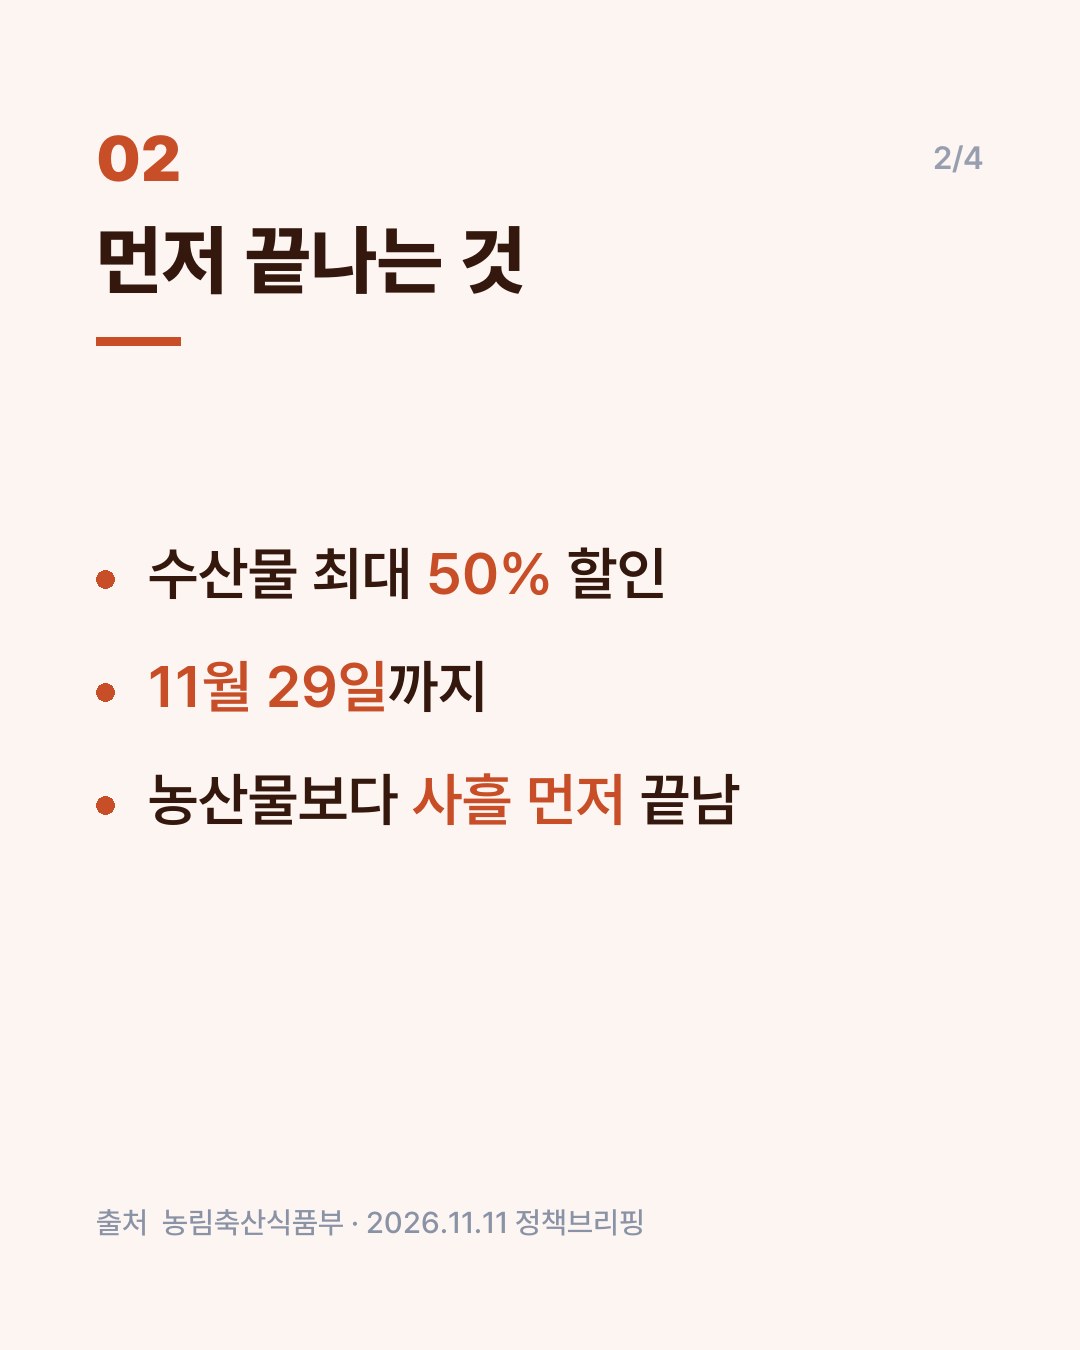 02
2/4
먼저 끝나는 것
• 수산물 최대 50% 할인
• 11월 29일까지
• 농산물보다 사흘 먼저 끝남
출처 농림축산식품부 · 2026.11.11 정책브리핑